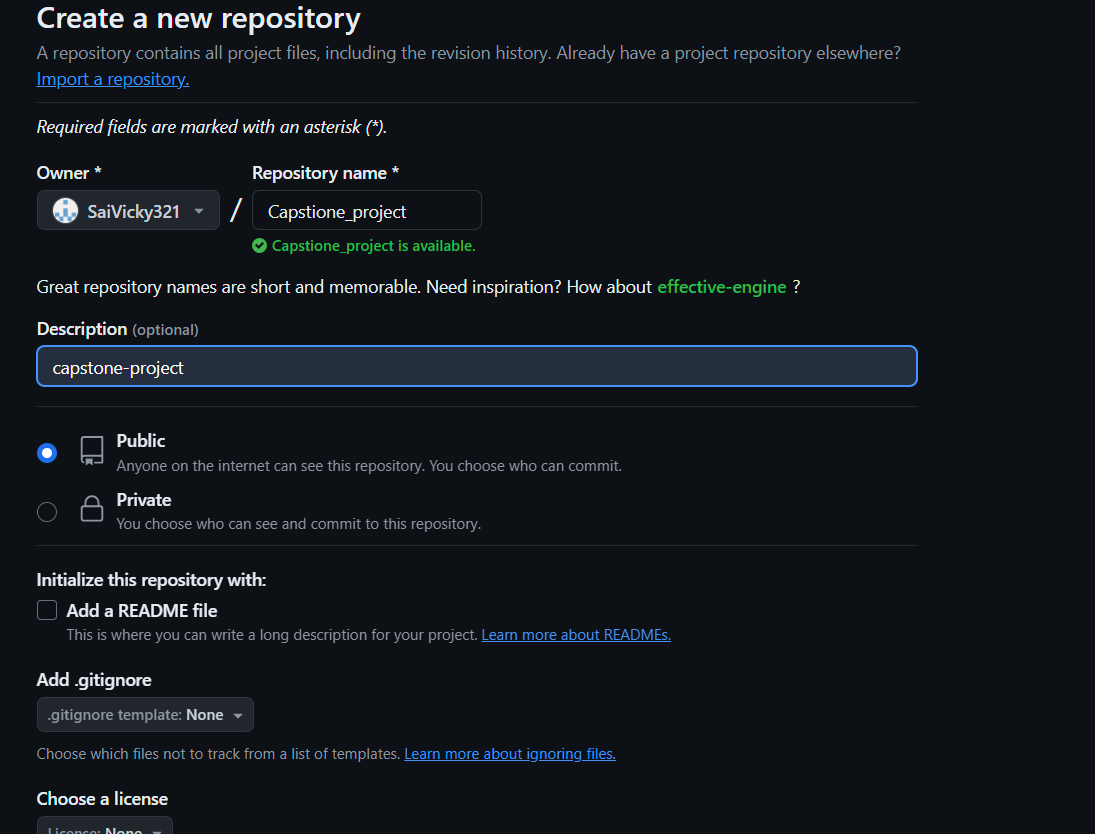 Create a new repository
A repository contains all project files, including the revision history. Already have a project repository elsewhere?
Import a repository.
Required fields are marked with an asterisk (*).
Owner * Repository name *
SaiVicky321 / Capstione_project
Capstione_project is available.
Great repository names are short and memorable. Need inspiration? How about effective-engine ?
Description (optional)
capstone-project
Public
Anyone on the internet can see this repository. You choose who can commit.
Private
You choose who can see and commit to this repository.
Initialize this repository with:
Add a README file
This is where you can write a long description for your project. Learn more about READMEs.
Add .gitignore
.gitignore template: None
Choose which files not to track from a list of templates. Learn more about ignoring files.
Choose a license
License: None